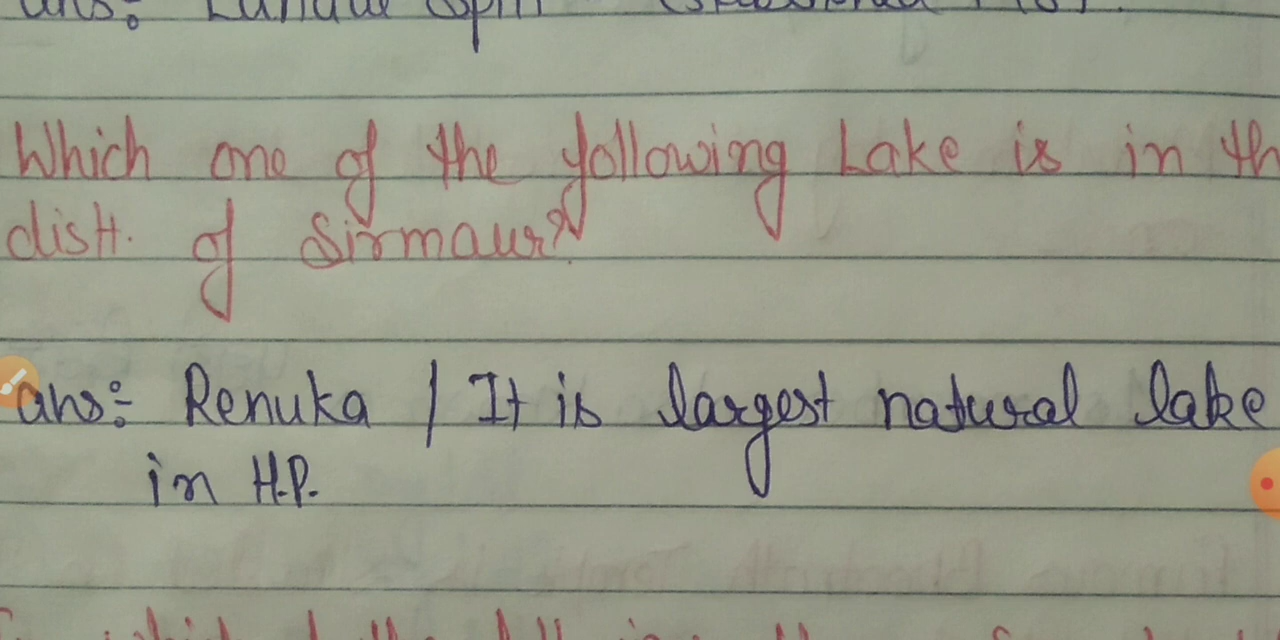 ans:
Which one of the following Lake is in th
distt. of Sirmaur?
ans:- Renuka / It is largest natural lake
in H.P.